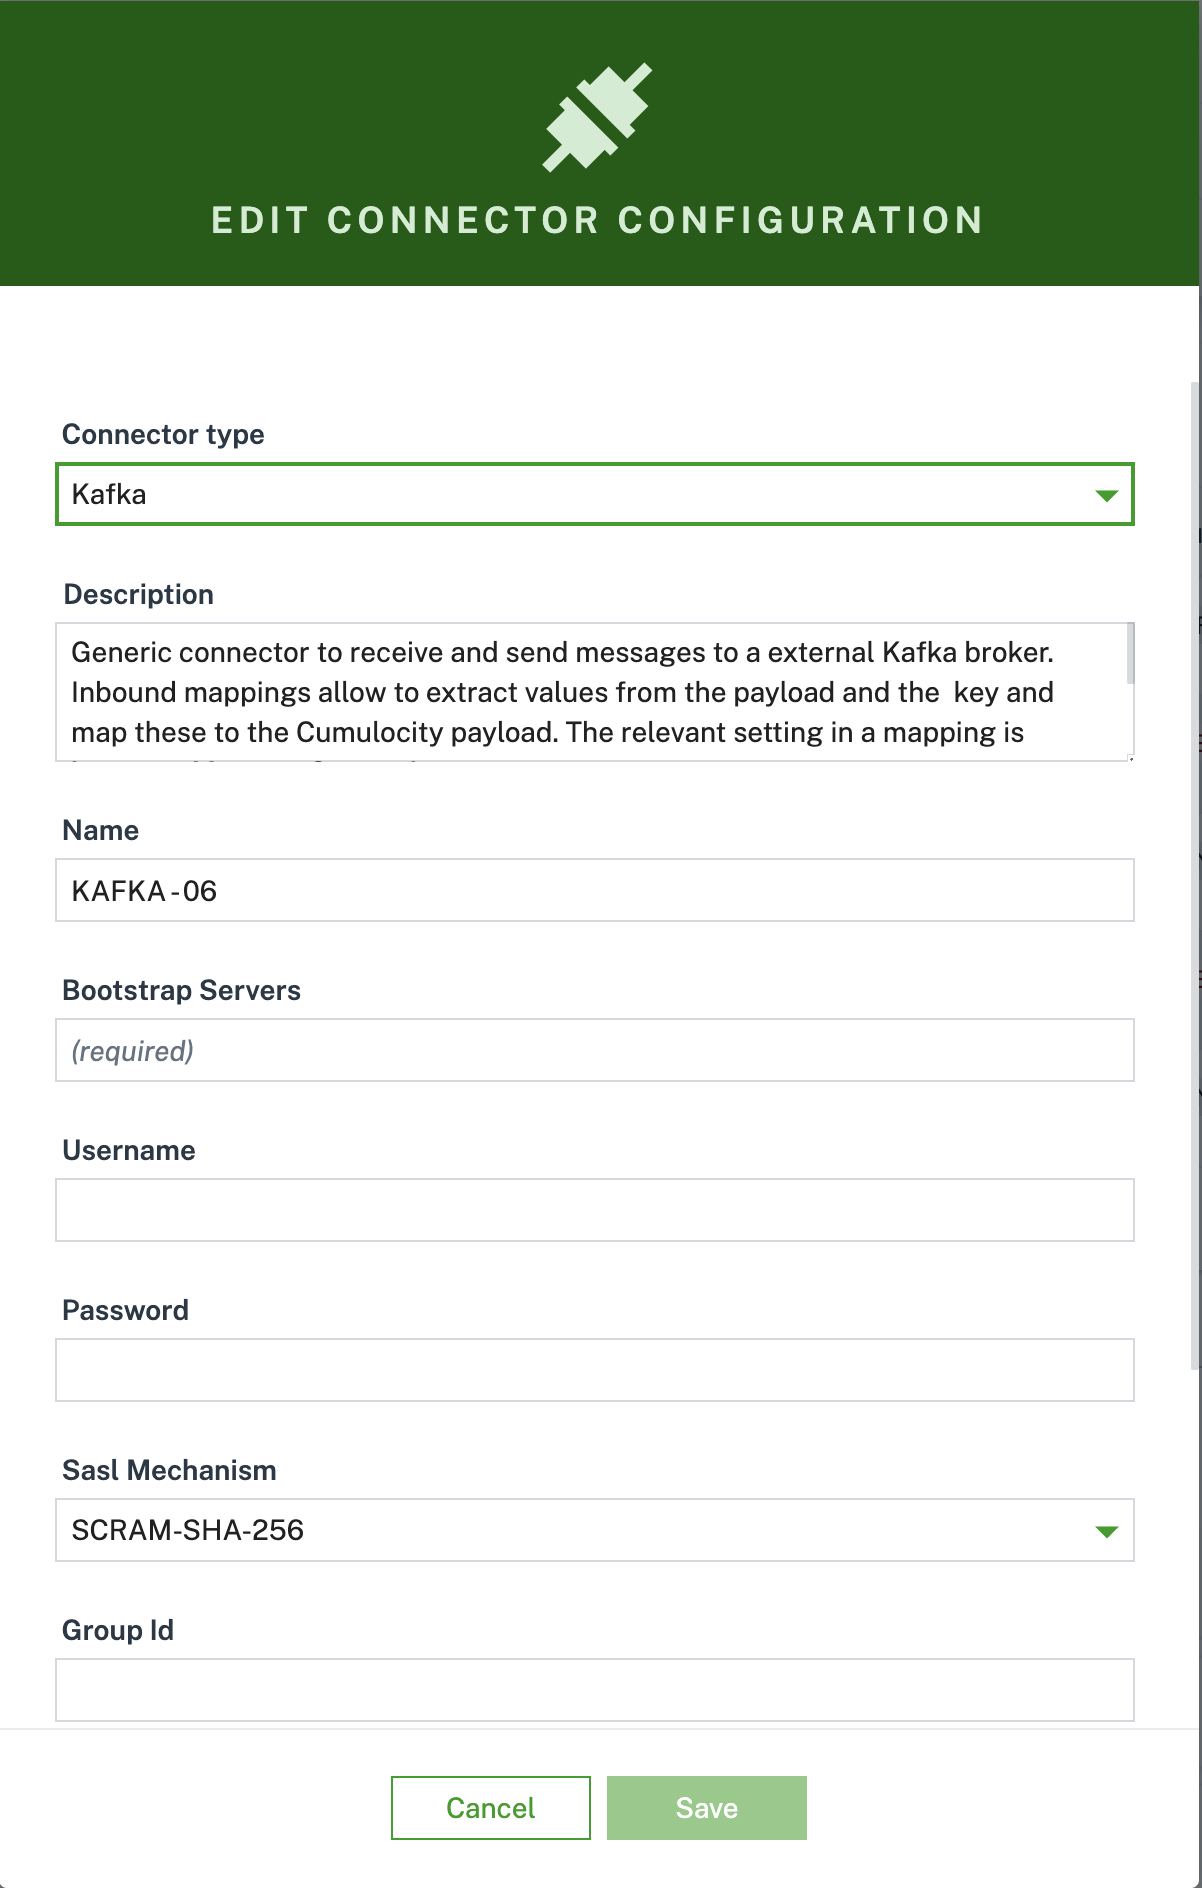 EDIT CONNECTOR CONFIGURATION
Connector type
Kafka
Description
Generic connector to receive and send messages to a external Kafka broker.
Inbound mappings allow to extract values from the payload and the  key and
map these to the Cumulocity payload. The relevant setting in a mapping is
Name
KAFKA - 06
Bootstrap Servers
(required)
Username
Password
Sasl Mechanism
SCRAM-SHA-256
Group Id
Cancel
Save